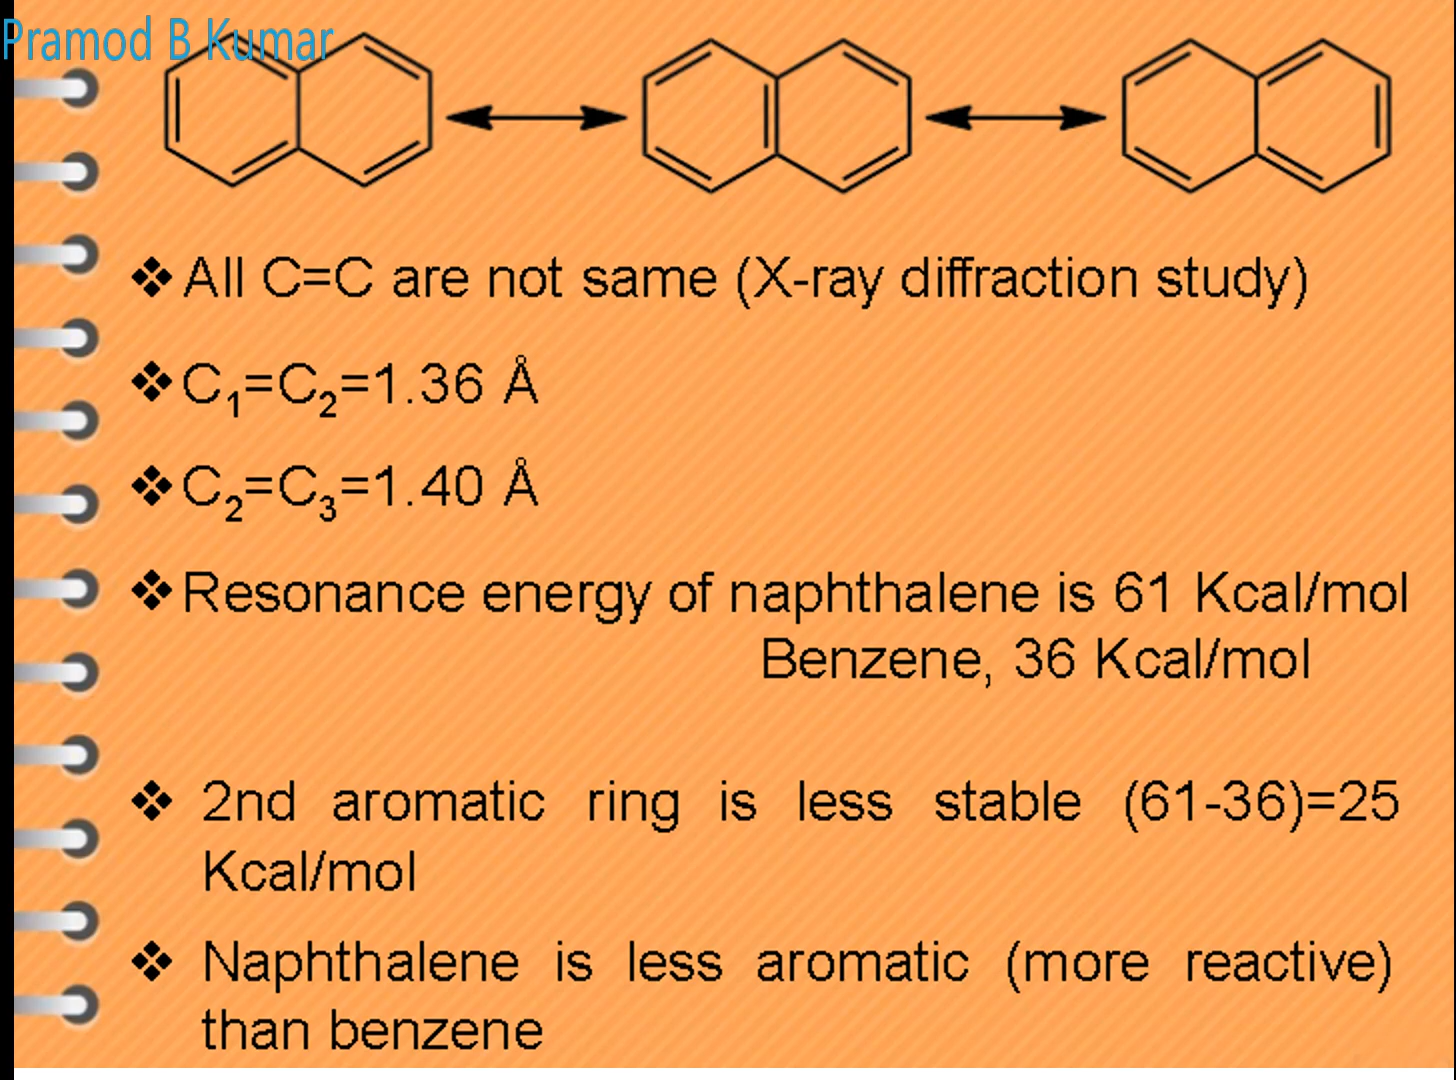 Pramod B Kumar
❖ All C=C are not same (X-ray diffraction study)
❖ C₁=C₂=1.36 Å
❖ C₂=C₃=1.40 Å
❖ Resonance energy of naphthalene is 61 Kcal/mol
Benzene, 36 Kcal/mol
❖ 2nd aromatic ring is less stable (61-36)=25
Kcal/mol
❖ Naphthalene is less aromatic (more reactive)
than benzene